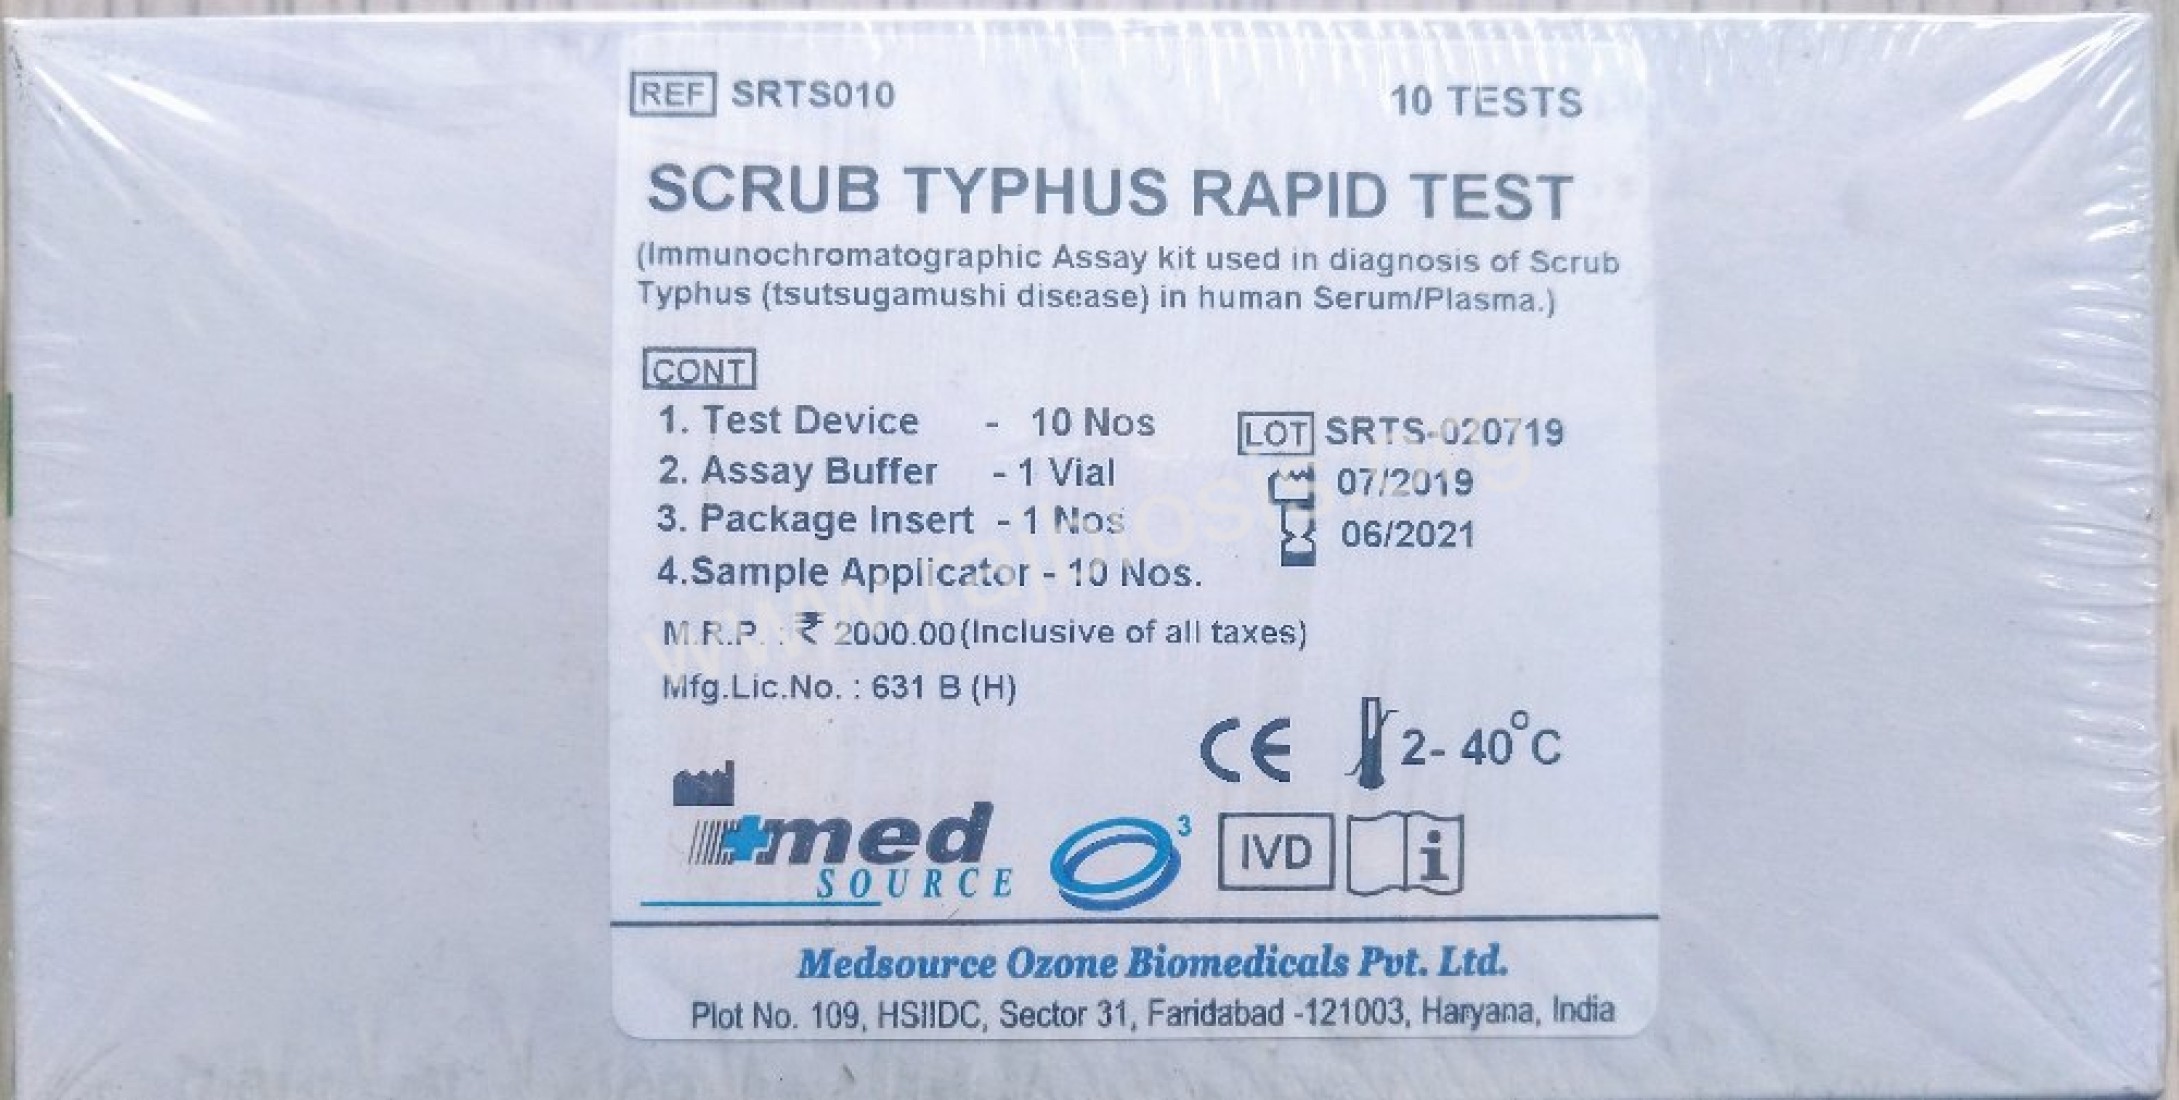 REF SRTS010 10 TESTS
SCRUB TYPHUS RAPID TEST
(Immunochromatographic Assay kit used in diagnosis of Scrub
Typhus (tsutsugamushi disease) in human Serum/Plasma.)
CONT
1. Test Device - 10 Nos LOT SRTS-020719
2. Assay Buffer - 1 Vial 07/2019
3. Package Insert - 1 Nos 06/2021
4.Sample Applicator - 10 Nos.
M.R.P. : ₹ 2000.00(Inclusive of all taxes)
Mfg.Lic.No. : 631 B (H)
CE 2- 40°C
med
SOURCE
3
IVD i
Medsource Ozone Biomedicals Pvt. Ltd.
Plot No. 109, HSIIDC, Sector 31, Faridabad -121003, Haryana, India